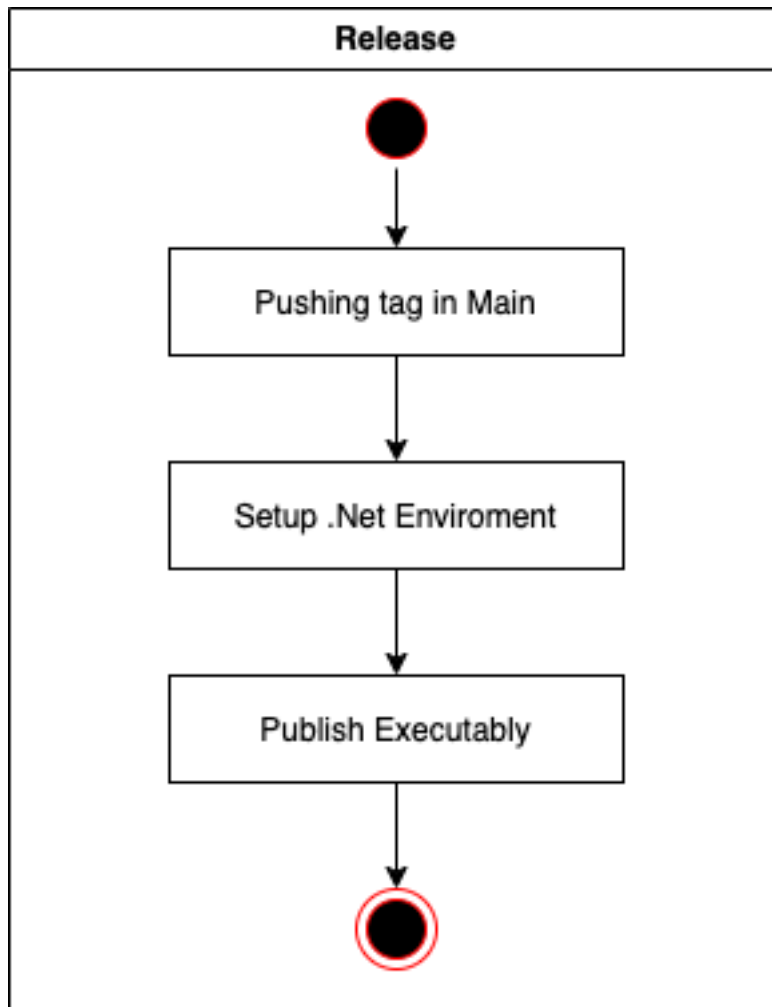 Release
Pushing tag in Main
Setup .Net Enviroment
Publish Executably